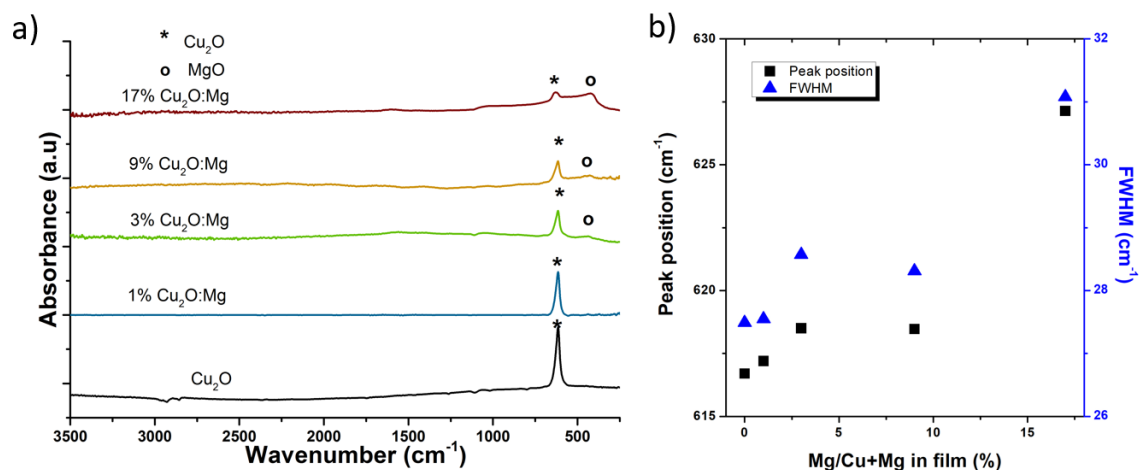 a)
* Cu₂O
o MgO
17% Cu₂O:Mg
* o
9% Cu₂O:Mg
* o
3% Cu₂O:Mg
* o
1% Cu₂O:Mg
*
Cu₂O
*
Absorbance (a.u)
3500 3000 2500 2000 1500 1000 500
Wavenumber (cm⁻¹)
b)
Peak position
FWHM
630
625
620
615
Peak position (cm⁻¹)
32
30
28
26
FWHM (cm⁻¹)
0 5 10 15
Mg/Cu+Mg in film (%)